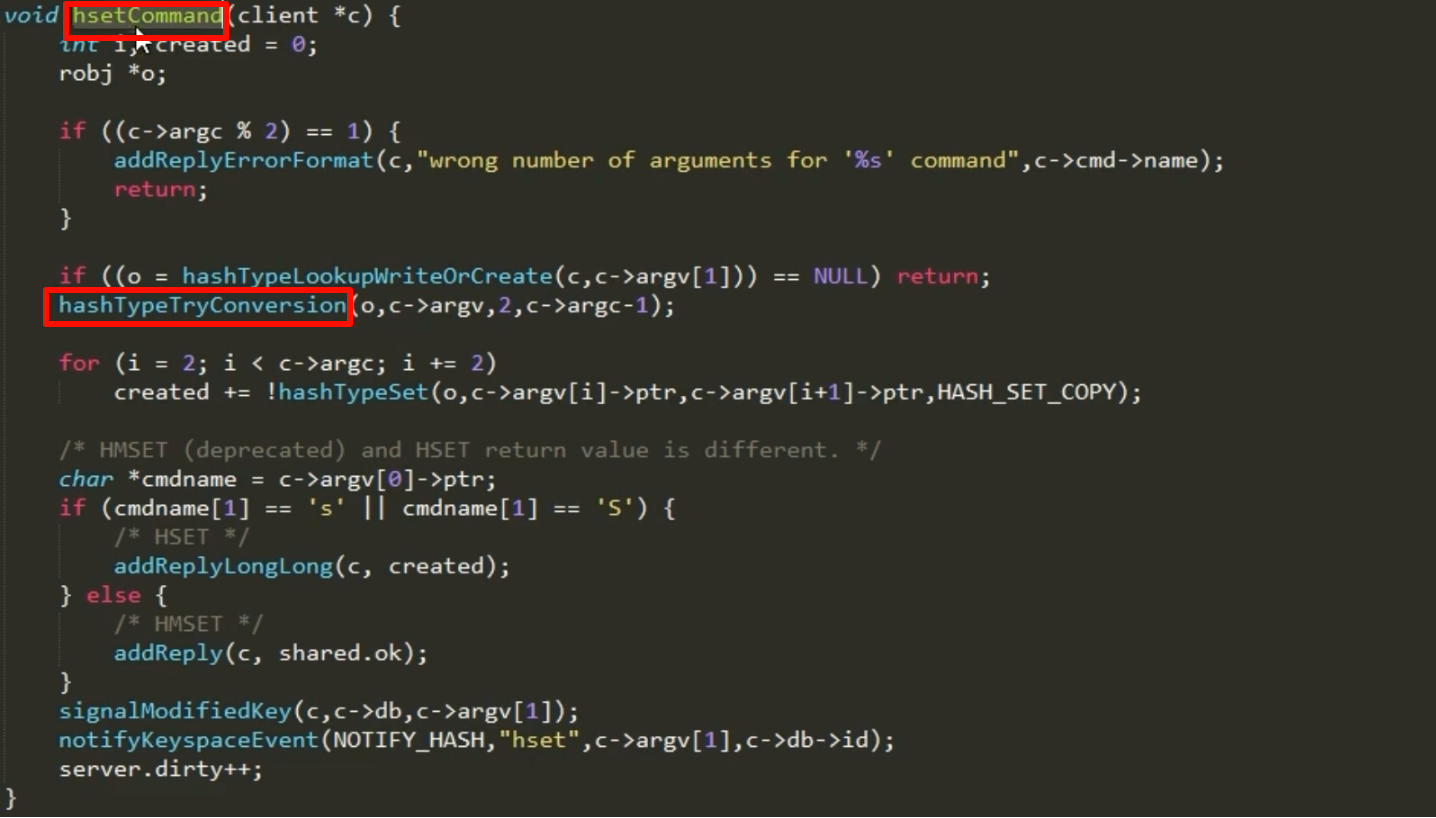 void hsetCommand(client *c) {
int i, created = 0;
robj *o;
if ((c->argc % 2) == 1) {
addReplyErrorFormat(c,"wrong number of arguments for '%s' command",c->cmd->name);
return;
}
if ((o = hashTypeLookupWriteOrCreate(c,c->argv[1])) == NULL) return;
hashTypeTryConversion(o,c->argv,2,c->argc-1);
for (i = 2; i < c->argc; i += 2)
created += !hashTypeSet(o,c->argv[i]->ptr,c->argv[i+1]->ptr,HASH_SET_COPY);
/* HMSET (deprecated) and HSET return value is different. */
char *cmdname = c->argv[0]->ptr;
if (cmdname[1] == 's' || cmdname[1] == 'S') {
/* HSET */
addReplyLongLong(c, created);
} else {
/* HMSET */
addReply(c, shared.ok);
}
signalModifiedKey(c,c->db,c->argv[1]);
notifyKeyspaceEvent(NOTIFY_HASH,"hset",c->argv[1],c->db->id);
server.dirty++;
}